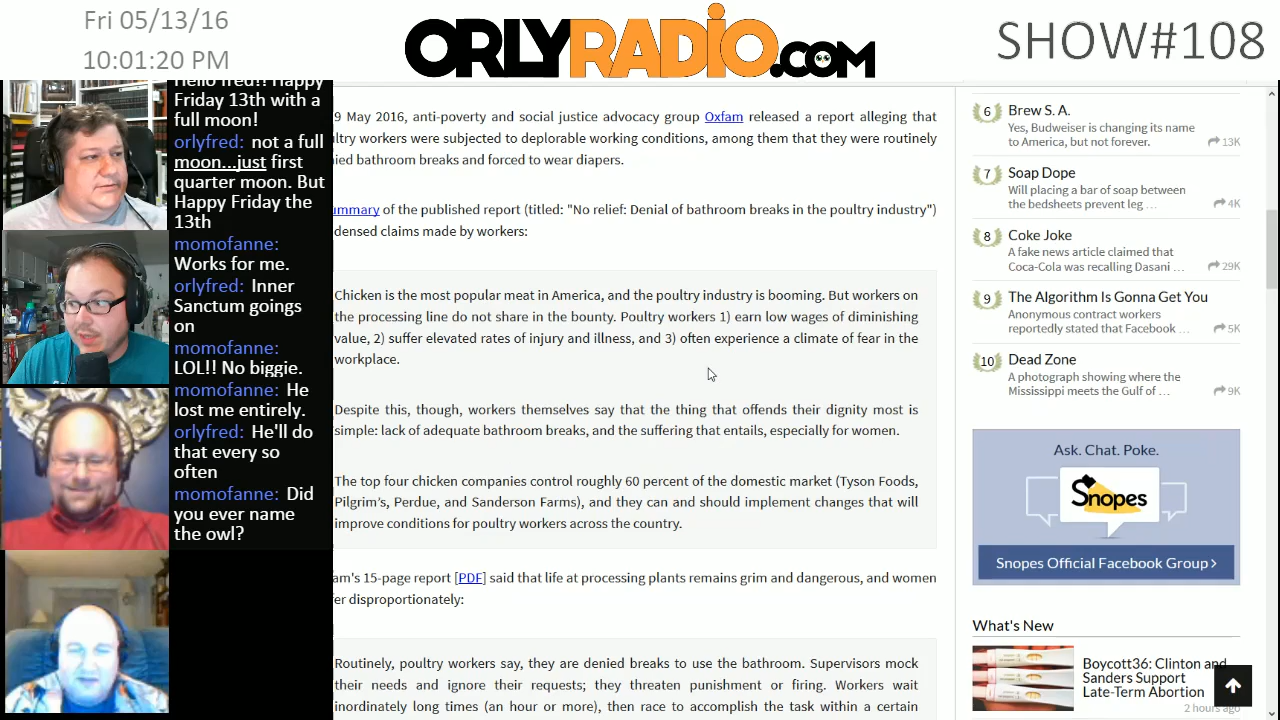 Fri 05/13/16
10:01:20 PM
ORLYRADIO.COM
SHOW#108
Hello fred!! Happy
Friday 13th with a
full moon!
orlyfred: not a full
moon...just first
quarter moon. But
Happy Friday the
13th
momofanne:
Works for me.
orlyfred: Inner
Sanctum goings
on
momofanne:
LOL!! No biggie.
momofanne: He
lost me entirely.
orlyfred: He'll do
that every so
often
momofanne: Did
you ever name
the owl?
9 May 2016, anti-poverty and social justice advocacy group Oxfam released a report alleging that
ltry workers were subjected to deplorable working conditions, among them that they were routinely
ied bathroom breaks and forced to wear diapers.
ummary of the published report (titled: "No relief: Denial of bathroom breaks in the poultry industry")
densed claims made by workers:
Chicken is the most popular meat in America, and the poultry industry is booming. But workers on
the processing line do not share in the bounty. Poultry workers 1) earn low wages of diminishing
value, 2) suffer elevated rates of injury and illness, and 3) often experience a climate of fear in the
workplace.
Despite this, though, workers themselves say that the thing that offends their dignity most is
simple: lack of adequate bathroom breaks, and the suffering that entails, especially for women.
The top four chicken companies control roughly 60 percent of the domestic market (Tyson Foods,
Pilgrim's, Perdue, and Sanderson Farms), and they can and should implement changes that will
improve conditions for poultry workers across the country.
am's 15-page report [PDF] said that life at processing plants remains grim and dangerous, and women
er disproportionately:
Routinely, poultry workers say, they are denied breaks to use the bathroom. Supervisors mock
their needs and ignore their requests; they threaten punishment or firing. Workers wait
inordinately long times (an hour or more), then race to accomplish the task within a certain
6 Brew S. A.
Yes, Budweiser is changing its name
to America, but not forever. 13K
7 Soap Dope
Will placing a bar of soap between
the bedsheets prevent leg ... 4K
8 Coke Joke
A fake news article claimed that
Coca-Cola was recalling Dasani ... 29K
9 The Algorithm Is Gonna Get You
Anonymous contract workers
reportedly stated that Facebook ... 5K
10 Dead Zone
A photograph showing where the
Mississippi meets the Gulf of ... 9K
Ask. Chat. Poke.
Snopes
Snopes Official Facebook Group >
What's New
Boycott36: Clinton and
Sanders Support
Late-Term Abortion
2 hours ago